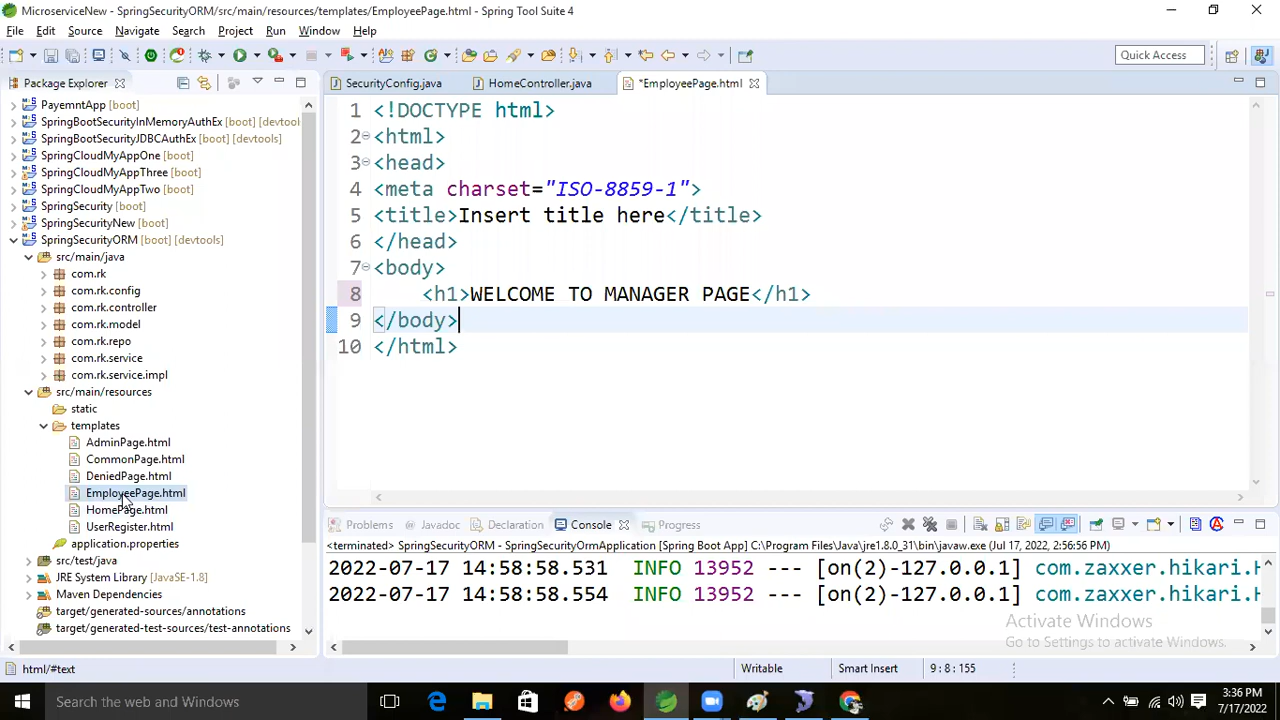 MicroserviceNew - SpringSecurityORM/src/main/resources/templates/EmployeePage.html - Spring Tool Suite 4
File Edit Source Navigate Search Project Run Window Help
Quick Access
Package Explorer
SecurityConfig.java HomeController.java *EmployeePage.html
PayemntApp [boot]
SpringBootSecurityInMemoryAuthEx [boot] [devtool
SpringBootSecurityJDBCAuthEx [boot] [devtools]
SpringCloudMyAppOne [boot]
SpringCloudMyAppThree [boot]
SpringCloudMyAppTwo [boot]
SpringSecurity [boot]
SpringSecurityNew [boot]
SpringSecurityORM [boot] [devtools]
src/main/java
com.rk
com.rk.config
com.rk.controller
com.rk.model
com.rk.repo
com.rk.service
com.rk.service.impl
src/main/resources
static
templates
AdminPage.html
CommonPage.html
DeniedPage.html
EmployeePage.html
HomePage.html
UserRegister.html
application.properties
src/test/java
JRE System Library [JavaSE-1.8]
Maven Dependencies
target/generated-sources/annotations
target/generated-test-sources/test-annotations
1 <!DOCTYPE html>
2 <html>
3 <head>
4 <meta charset="ISO-8859-1">
5 <title>Insert title here</title>
6 </head>
7 <body>
8 <h1>WELCOME TO MANAGER PAGE</h1>
9 </body>
10 </html>
Problems Javadoc Declaration Console Progress
<terminated> SpringSecurityORM - SpringSecurityOrmApplication [Spring Boot App] C:\Program Files\Java\jre1.8.0_31\bin\javaw.exe (Jul 17, 2022, 2:56:56 PM)
2022-07-17 14:58:58.531 INFO 13952 --- [on(2)-127.0.0.1] com.zaxxer.hikari.H
2022-07-17 14:58:58.554 INFO 13952 --- [on(2)-127.0.0.1] com.zaxxer.hikari.H
Activate Windows
Go to Settings to activate Windows.
html/#text Writable Smart Insert 9 : 8 : 155
Search the web and Windows
3:36 PM
7/17/2022